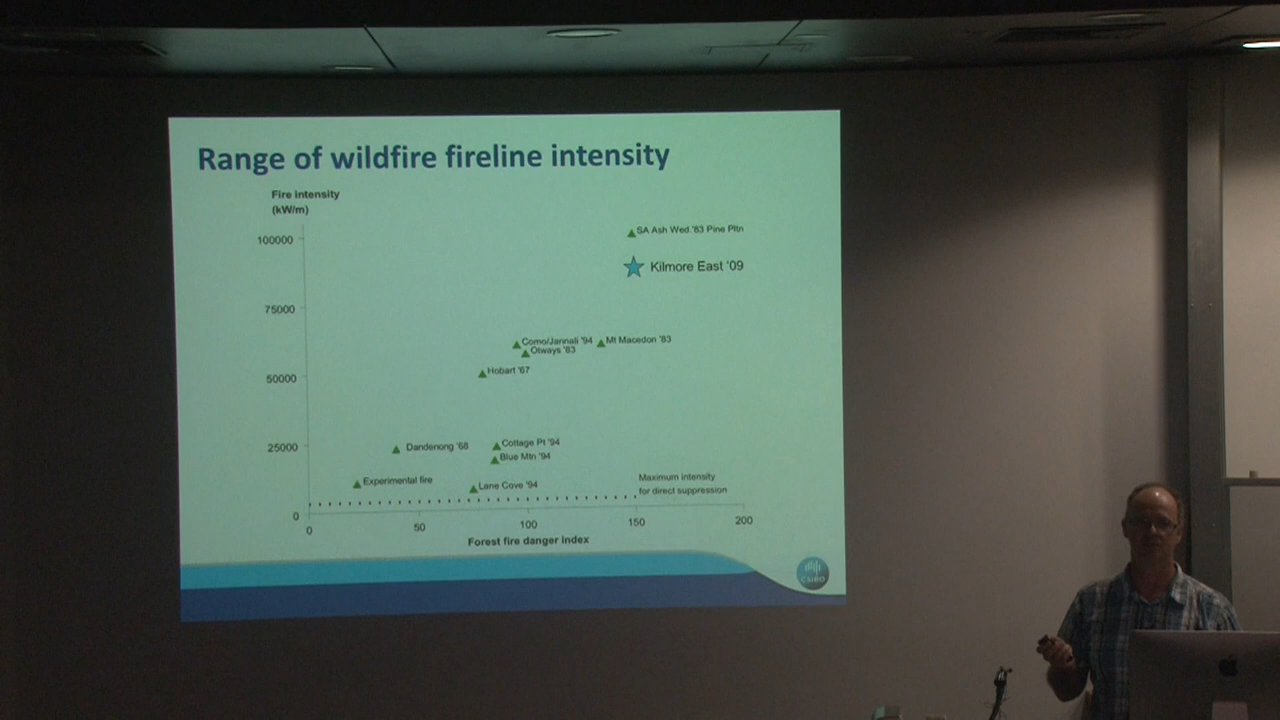 Range of wildfire fireline intensity
Fire intensity
(kW/m)
100000
75000
50000
25000
0
SA Ash Wed.'83 Pine Pltn
Kilmore East '09
Como/Jannali '94
Mt Macedon '83
Otways '83
Hobart '67
Dandenong '68
Cottage Pt '94
Blue Mtn '94
Experimental fire
Lane Cove '94
Maximum intensity
for direct suppression
0
50
100
150
200
Forest fire danger index
CSIRO